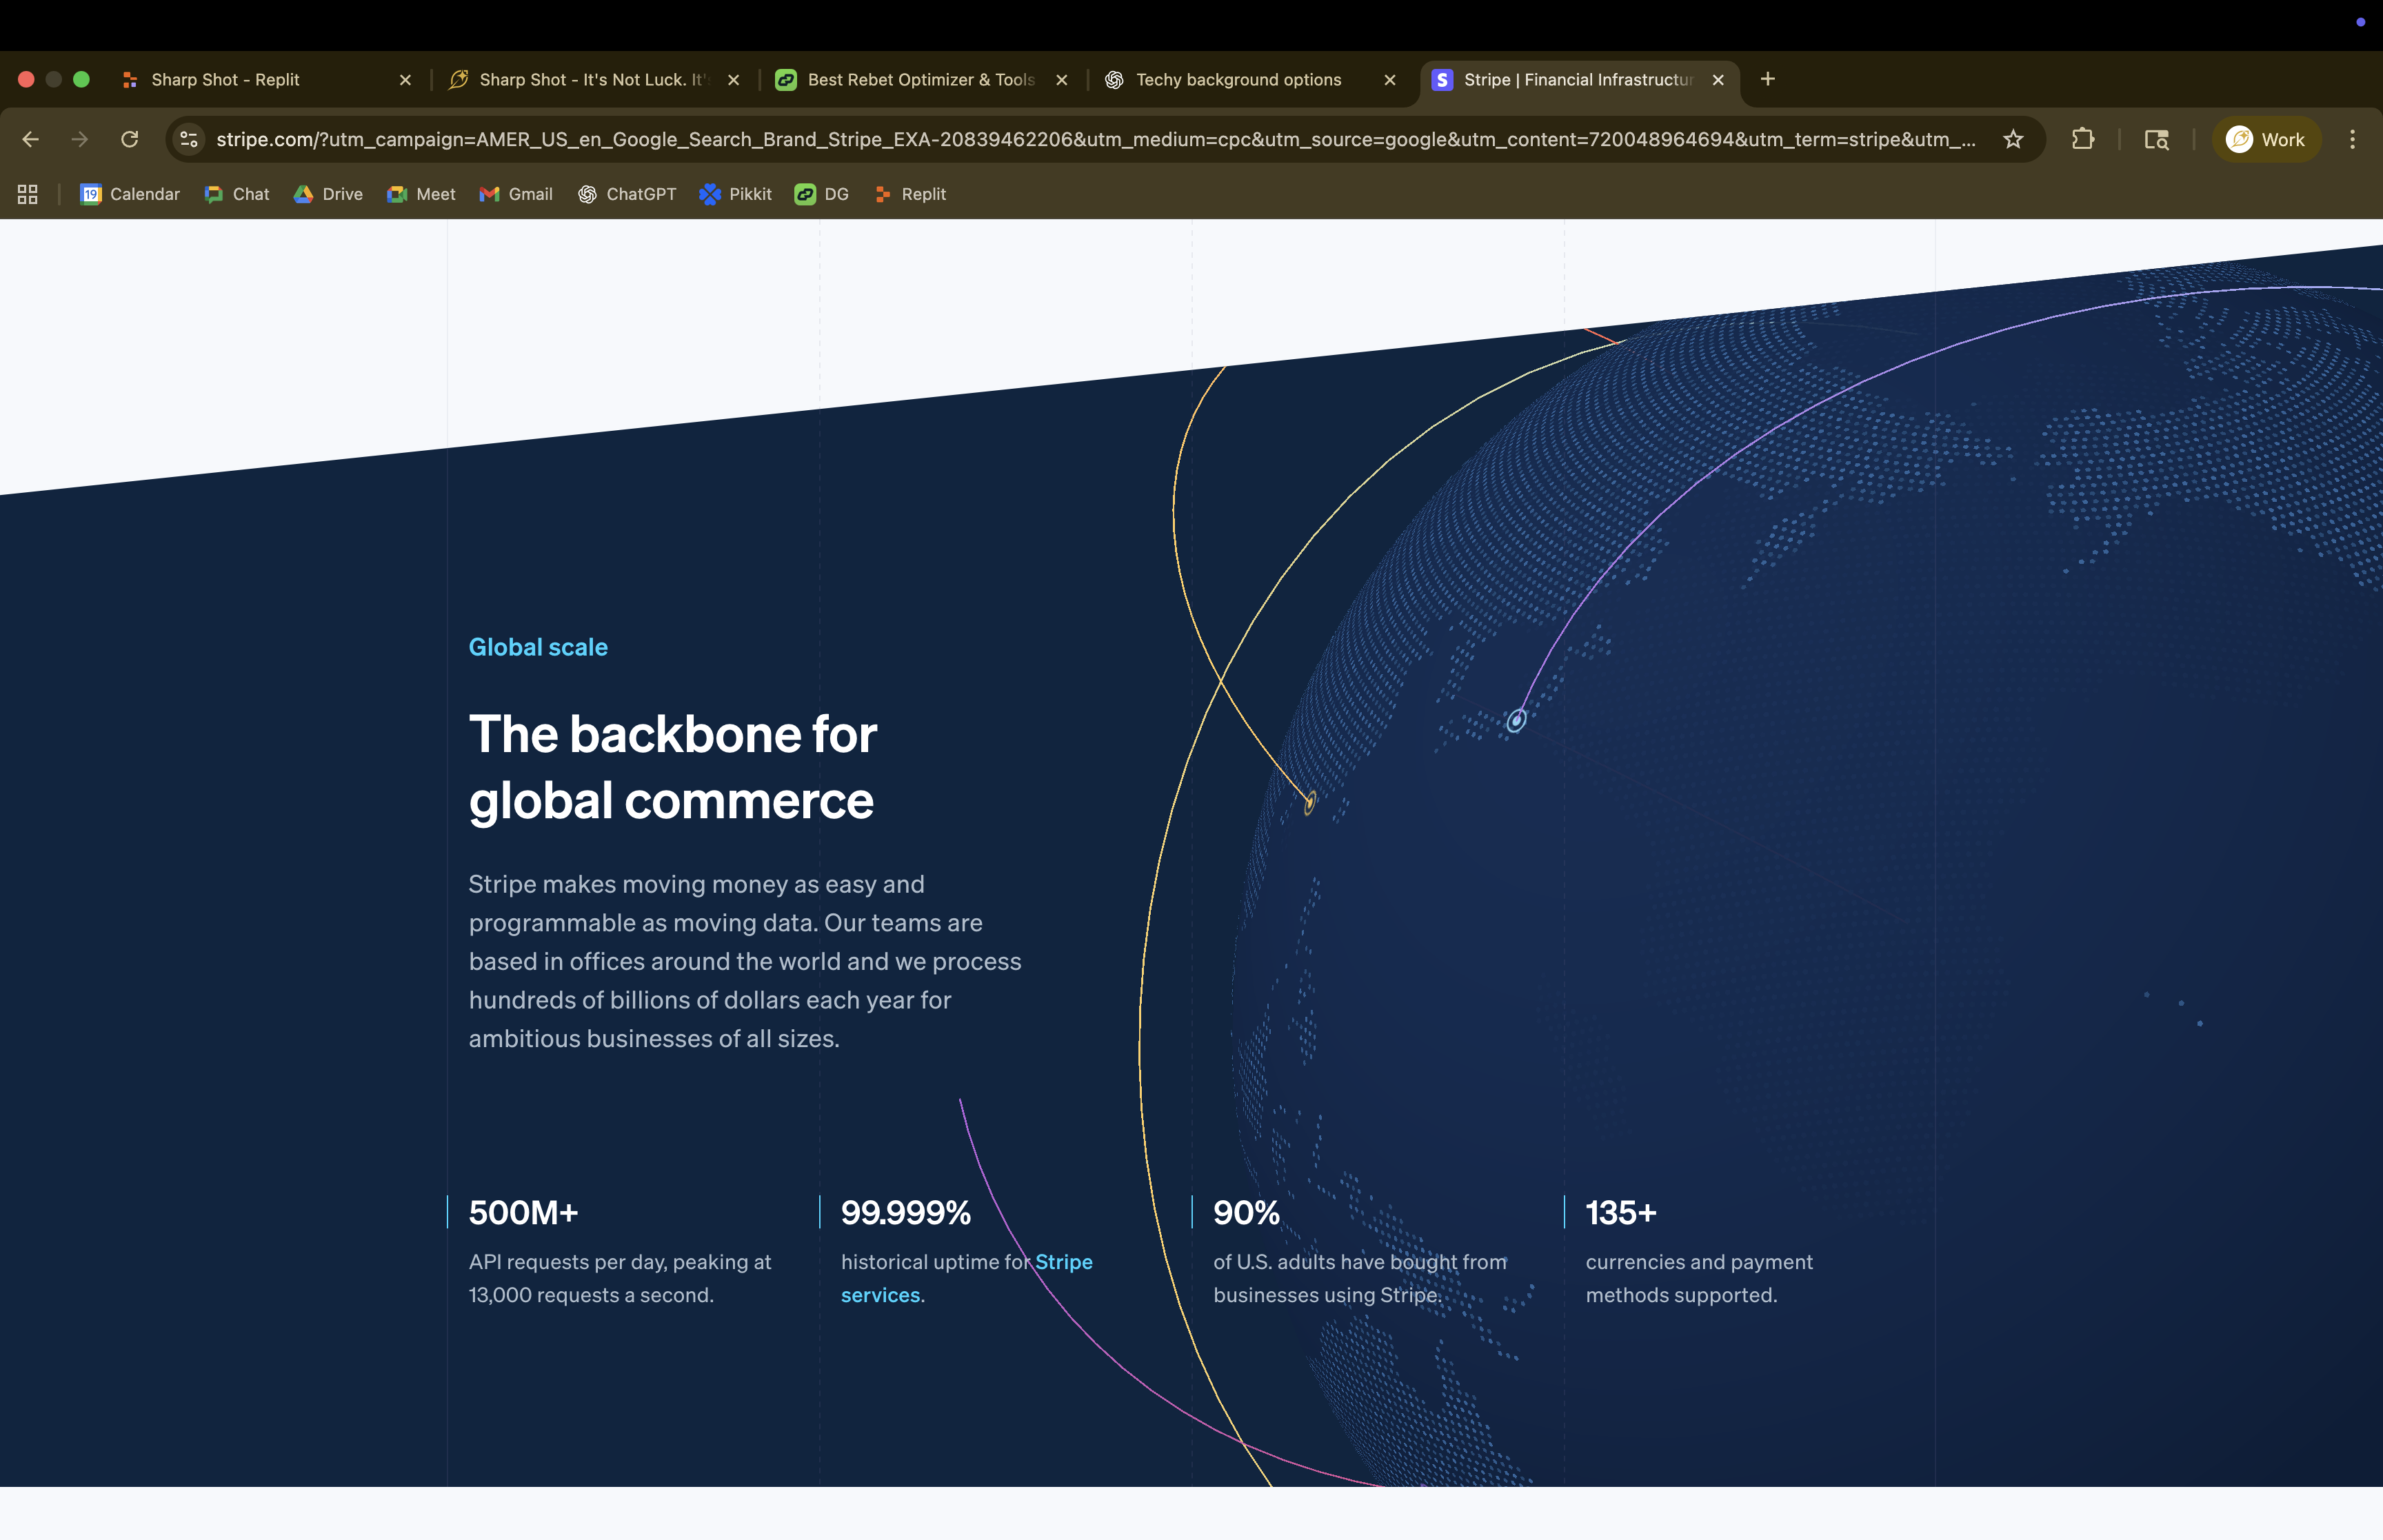 Sharp Shot - Replit
Sharp Shot - It's Not Luck. It's
Best Rebet Optimizer & Tools
Techy background options
S Stripe | Financial Infrastructur
stripe.com/?utm_campaign=AMER_US_en_Google_Search_Brand_Stripe_EXA-20839462206&utm_medium=cpc&utm_source=google&utm_content=720048964694&utm_term=stripe&utm_...
Work
19 Calendar
Chat
Drive
Meet
Gmail
ChatGPT
Pikkit
DG
Replit
Global scale
The backbone for
global commerce
Stripe makes moving money as easy and
programmable as moving data. Our teams are
based in offices around the world and we process
hundreds of billions of dollars each year for
ambitious businesses of all sizes.
500M+
API requests per day, peaking at
13,000 requests a second.
99.999%
historical uptime for Stripe
services.
90%
of U.S. adults have bought from
businesses using Stripe.
135+
currencies and payment
methods supported.